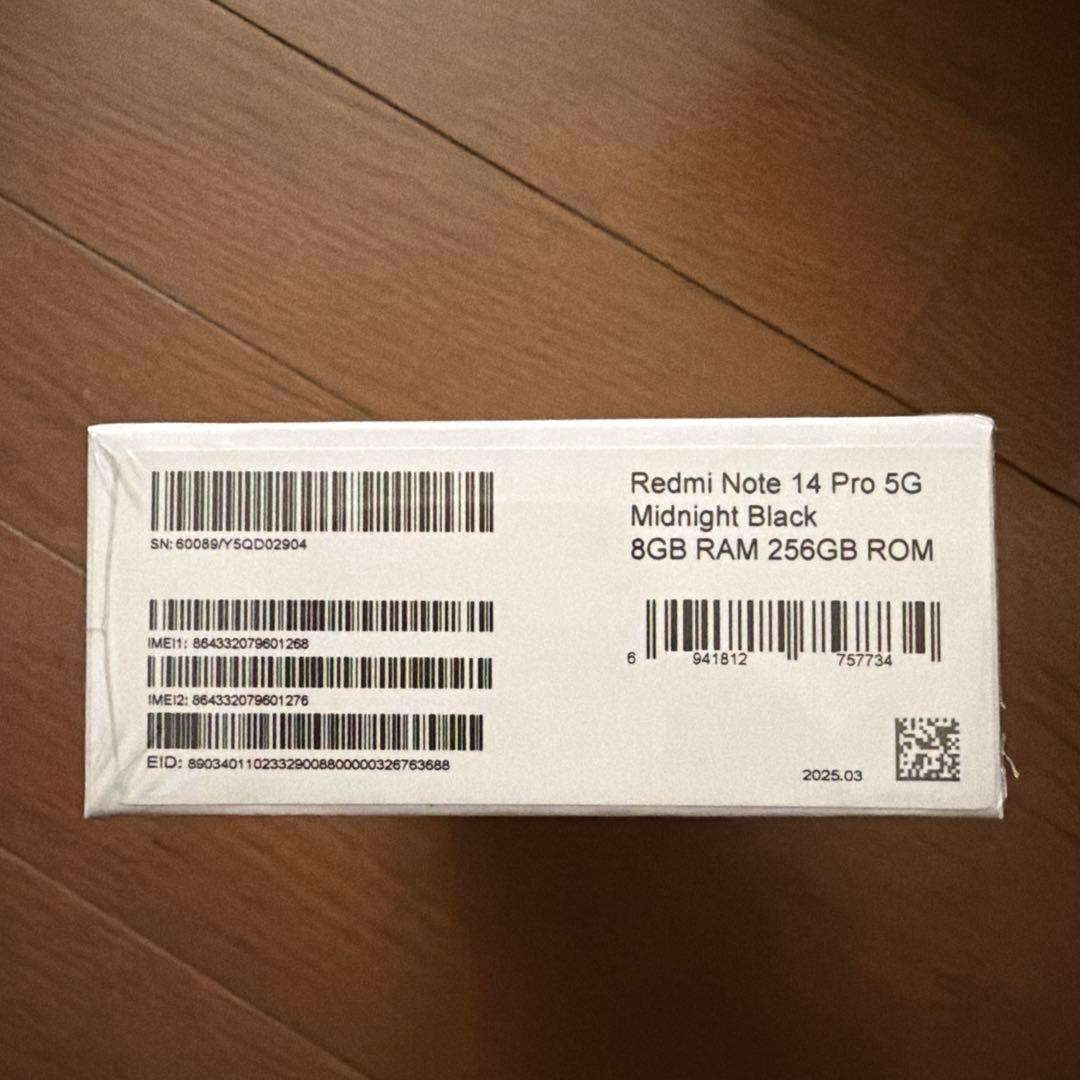 SN: 60089/Y5QD02904
IMEI1: 864332079601268
IMEI2: 864332079601276
EID: 89034011023329008800000326763688
Redmi Note 14 Pro 5G
Midnight Black
8GB RAM 256GB ROM
6 941812 757734
2025.03